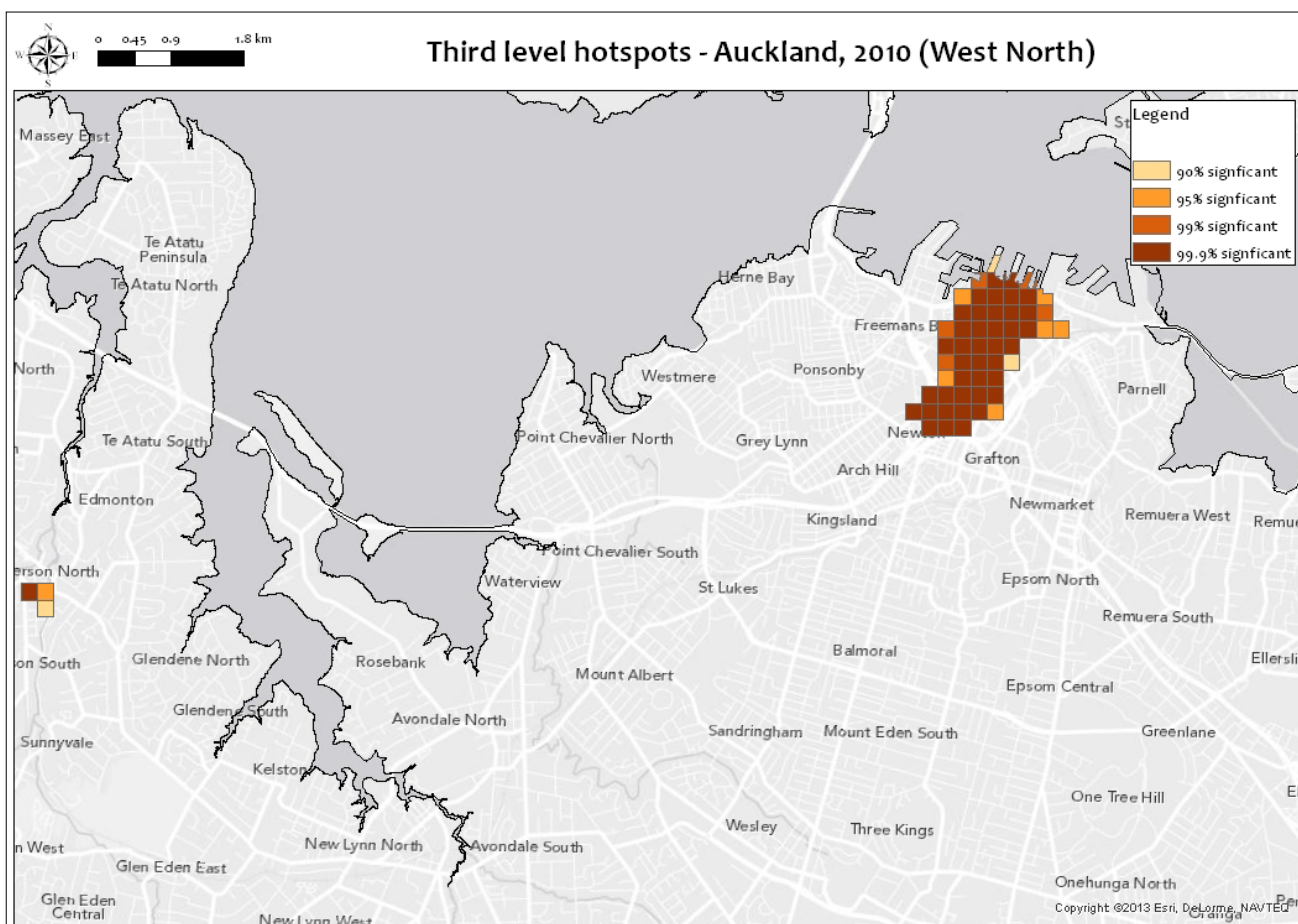 N
W E
S
0 0.45 0.9 1.8 km
Third level hotspots - Auckland, 2010 (West North)
Legend
90% signficant
95% signficant
99% signficant
99.9% signficant
Massey East
St
Te Atatu
Peninsula
Te Atatu North
Herne Bay
Freemans B
North
Westmere
Ponsonby
Parnell
Te Atatu South
Point Chevalier North
Grey Lynn
Newton
Arch Hill
Grafton
Edmonton
Newmarket
Remuera West
Remue
Kingsland
Point Chevalier South
erson North
Waterview
St Lukes
Epsom North
Remuera South
on South
Glendene North
Rosebank
Mount Albert
Balmoral
Ellersli
Epsom Central
Glendene South
Avondale North
Sunnyvale
Sandringham
Mount Eden South
Greenlane
Kelston
One Tree Hill
E
Wesley
Three Kings
n West
New Lynn North
Avondale South
Glen Eden East
Onehunga North
Glen Eden
Central
New Lynn West
Oranga
Copyright ©2013 Esri, DeLorme, NAVTEQ